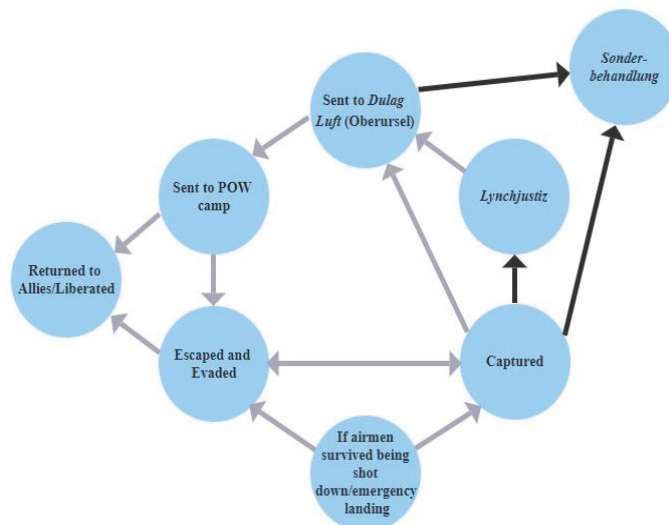 Sonder-
behandlung
Sent to Dulag
Luft (Oberursel)
Sent to POW
camp
Lynchjustiz
Returned to
Allies/Liberated
Escaped and
Evaded
Captured
If airmen
survived being
shot
down/emergency
landing